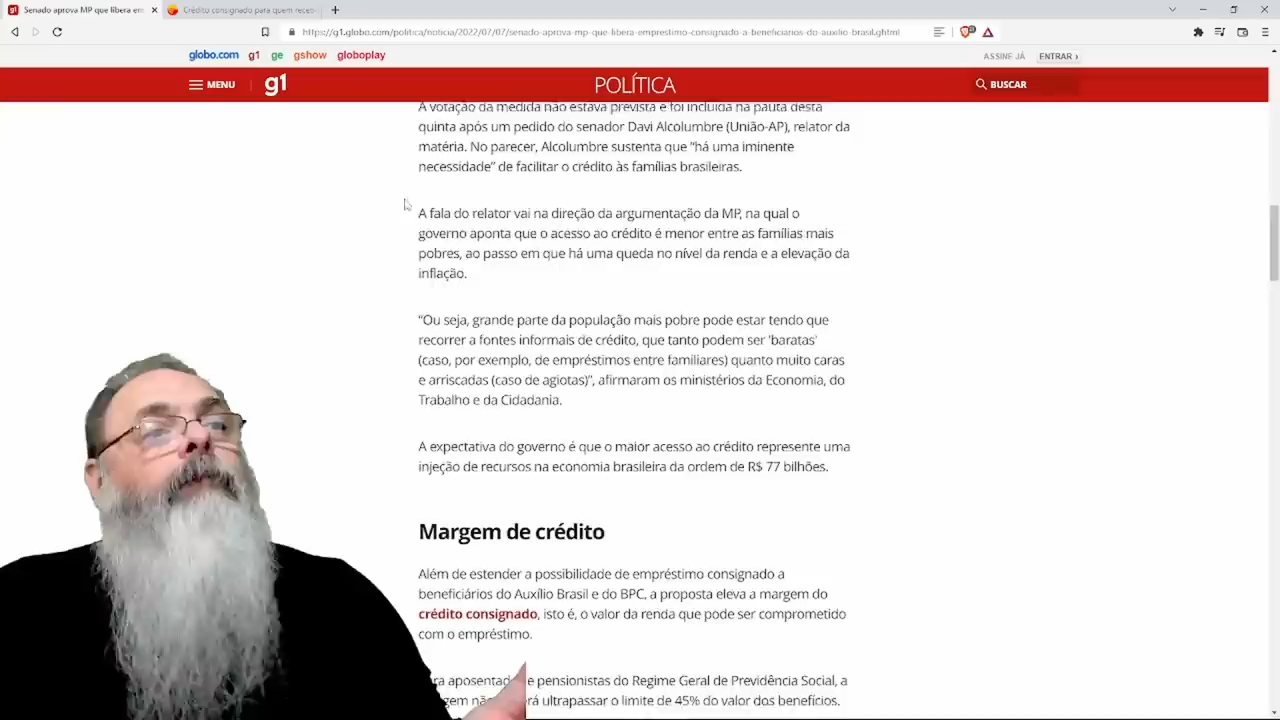 Senado aprova MP que libera em
Crédito consignado para quem receb
https://g1.globo.com/politica/noticia/2022/07/07/senado-aprova-mp-que-libera-emprestimo-consignado-a-beneficiarios-do-auxilio-brasil.ghtml
globo.com g1 ge gshow globoplay
ASSINE JÁ ENTRAR ›
MENU g1 POLÍTICA BUSCAR
A votação da medida não estava prevista e foi incluída na pauta desta
quinta após um pedido do senador Davi Alcolumbre (União-AP), relator da
matéria. No parecer, Alcolumbre sustenta que "há uma iminente
necessidade" de facilitar o crédito às famílias brasileiras.
A fala do relator vai na direção da argumentação da MP, na qual o
governo aponta que o acesso ao crédito é menor entre as famílias mais
pobres, ao passo em que há uma queda no nível da renda e a elevação da
inflação.
"Ou seja, grande parte da população mais pobre pode estar tendo que
recorrer a fontes informais de crédito, que tanto podem ser 'baratas'
(caso, por exemplo, de empréstimos entre familiares) quanto muito caras
e arriscadas (caso de agiotas)", afirmaram os ministérios da Economia, do
Trabalho e da Cidadania.
A expectativa do governo é que o maior acesso ao crédito represente uma
injeção de recursos na economia brasileira da ordem de R$ 77 bilhões.
Margem de crédito
Além de estender a possibilidade de empréstimo consignado a
beneficiários do Auxílio Brasil e do BPC, a proposta eleva a margem do
crédito consignado, isto é, o valor da renda que pode ser comprometido
com o empréstimo.
aposentad e pensionistas do Regime Geral de Previdência Social, a
ultrapassar o limite de 45% do valor dos benefícios.